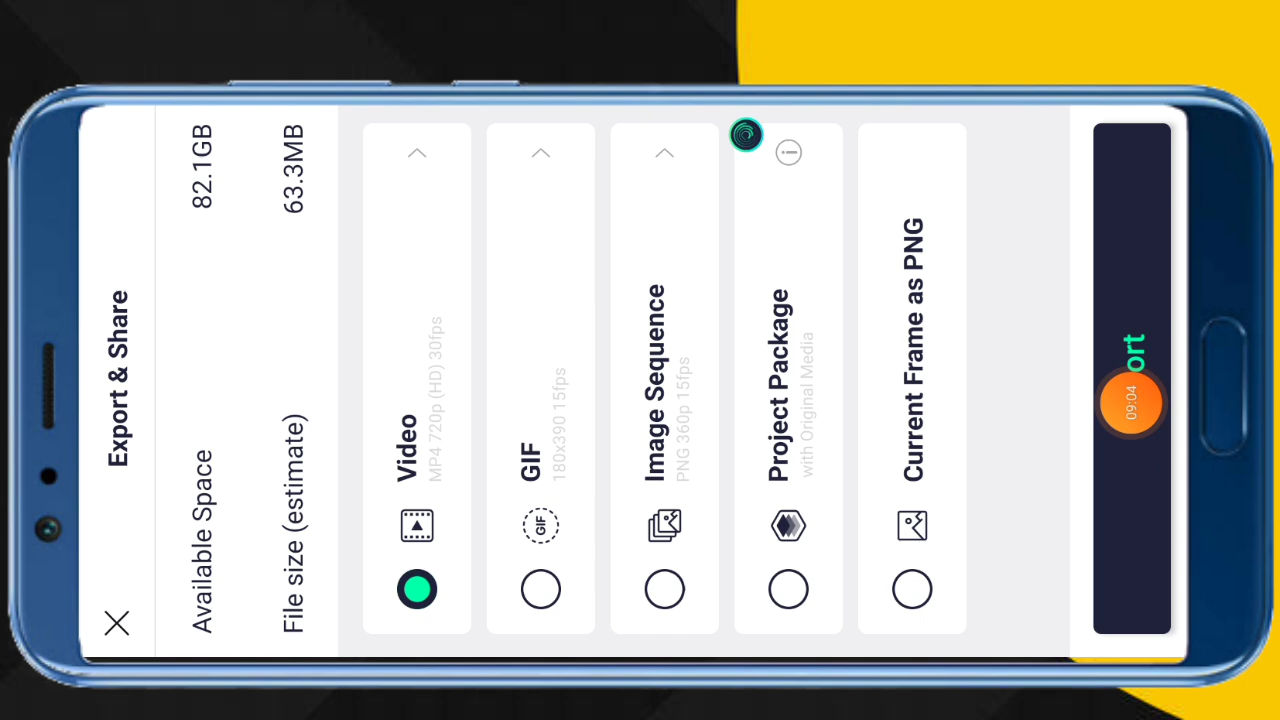 Export & Share
Available Space 82.1GB
File size (estimate) 63.3MB
Video
MP4 720p (HD) 30fps
GIF
GIF
180x390 15fps
Image Sequence
PNG 360p 15fps
Project Package
with Original Media
Current Frame as PNG
ort
09:04